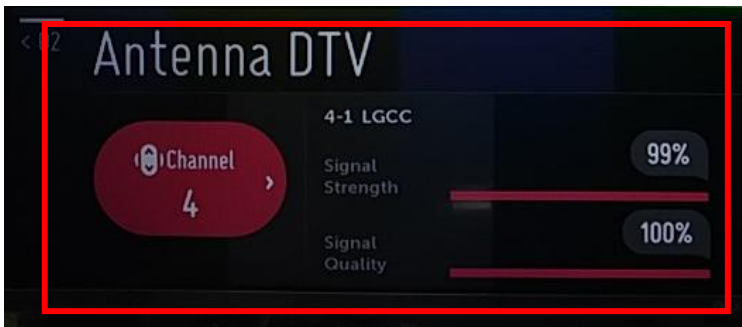 Antenna DTV
4-1 LGCC
Channel
4
Signal
Strength
99%
Signal
Quality
100%